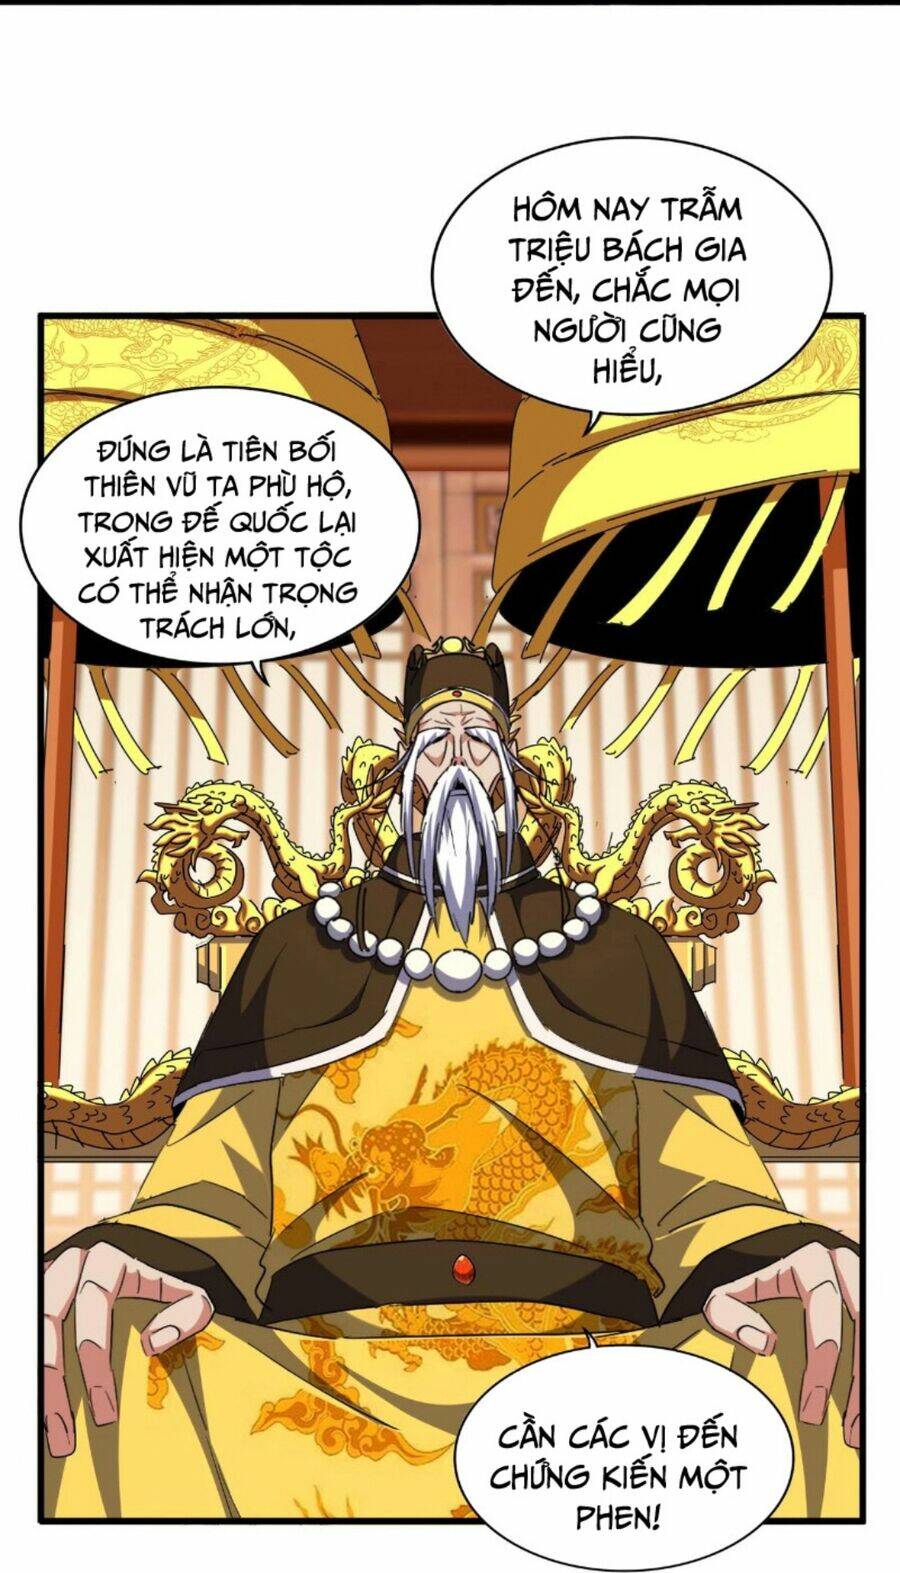 HÔM NAY TRẪM
TRIỆU BÁCH GIA
ĐẾN, CHẮC MỌI
NGƯỜI CŨNG
HIỂU,
ĐÚNG LÀ TIÊN BỐI
THIÊN VŨ TA PHÙ HỘ,
TRONG ĐẾ QUỐC LẠI
XUẤT HIỆN MỘT TỘC
CÓ THỂ NHẬN TRỌNG
TRÁCH LỚN,
CẦN CÁC VỊ ĐẾN
CHỨNG KIẾN MỘT
PHEN!